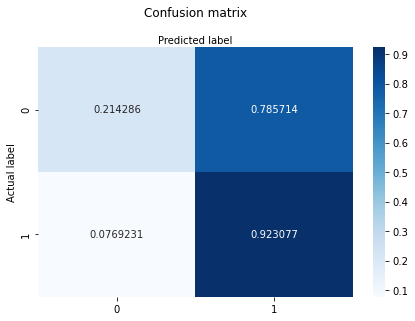 Confusion matrix
Predicted label
0.9
0 0.214286 0.785714
0.8
0.7
0.6
Actual label
0.5
0.4
1 0.0769231 0.923077
0.3
0.2
0.1
0 1